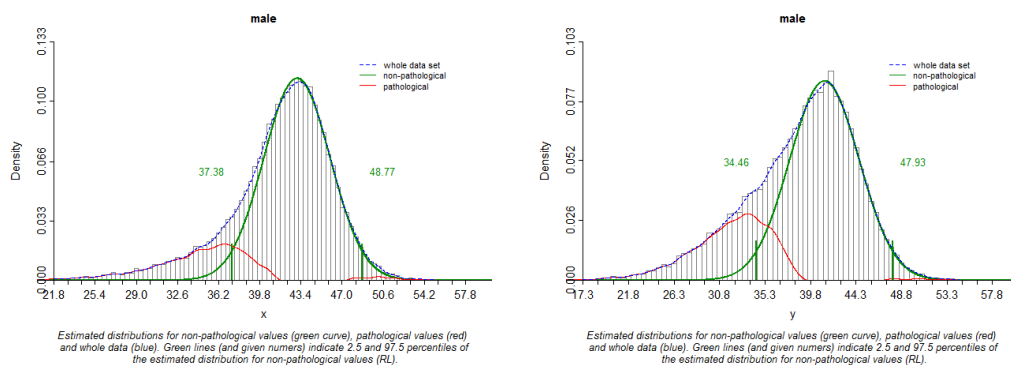 male
0.133
0.100
0.066
0.033
0.000
Density
whole data set
non-pathological
pathological
37.38
48.77
21.8 25.4 29.0 32.6 36.2 39.8 43.4 47.0 50.6 54.2 57.8
x
Estimated distributions for non-pathological values (green curve), pathological values (red)
and whole data (blue). Green lines (and given numers) indicate 2.5 and 97.5 percentiles of
the estimated distribution for non-pathological values (RL).
male
0.103
0.077
0.052
0.026
0.000
Density
whole data set
non-pathological
pathological
34.46
47.93
17.3 21.8 26.3 30.8 35.3 39.8 44.3 48.8 53.3 57.8
y
Estimated distributions for non-pathological values (green curve), pathological values (red)
and whole data (blue). Green lines (and given numers) indicate 2.5 and 97.5 percentiles of
the estimated distribution for non-pathological values (RL).